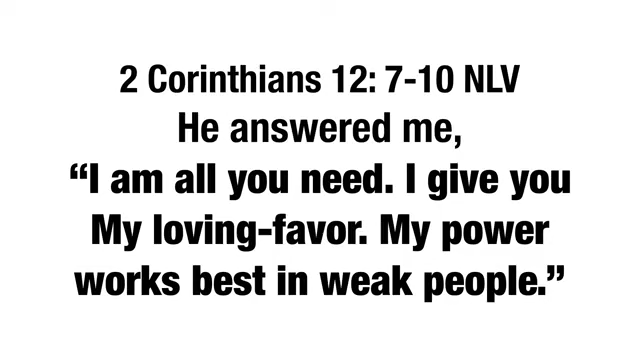 2 Corinthians 12: 7-10 NLV
He answered me,
“I am all you need. I give you
My loving-favor. My power
works best in weak people.”